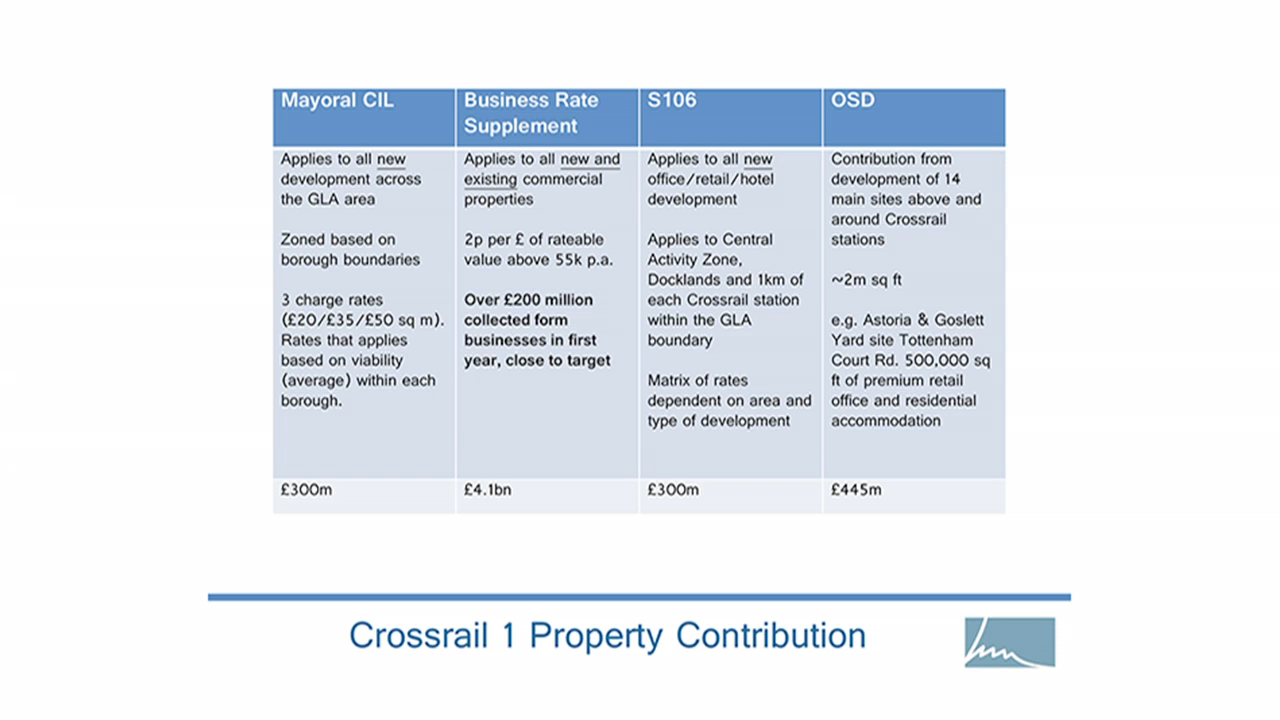 Mayoral CIL
Business Rate
Supplement
S106
OSD
Applies to all new
development across
the GLA area
Zoned based on
borough boundaries
3 charge rates
(£20/£35/£50 sq m).
Rates that applies
based on viability
(average) within each
borough.
Applies to all new and
existing commercial
properties
2p per £ of rateable
value above 55k p.a.
Over £200 million
collected form
businesses in first
year, close to target
Applies to all new
office/retail/hotel
development
Applies to Central
Activity Zone,
Docklands and 1km of
each Crossrail station
within the GLA
boundary
Matrix of rates
dependent on area and
type of development
Contribution from
development of 14
main sites above and
around Crossrail
stations
~2m sq ft
e.g. Astoria & Goslett
Yard site Tottenham
Court Rd. 500,000 sq
ft of premium retail
office and residential
accommodation
£300m
£4.1bn
£300m
£445m
Crossrail 1 Property Contribution